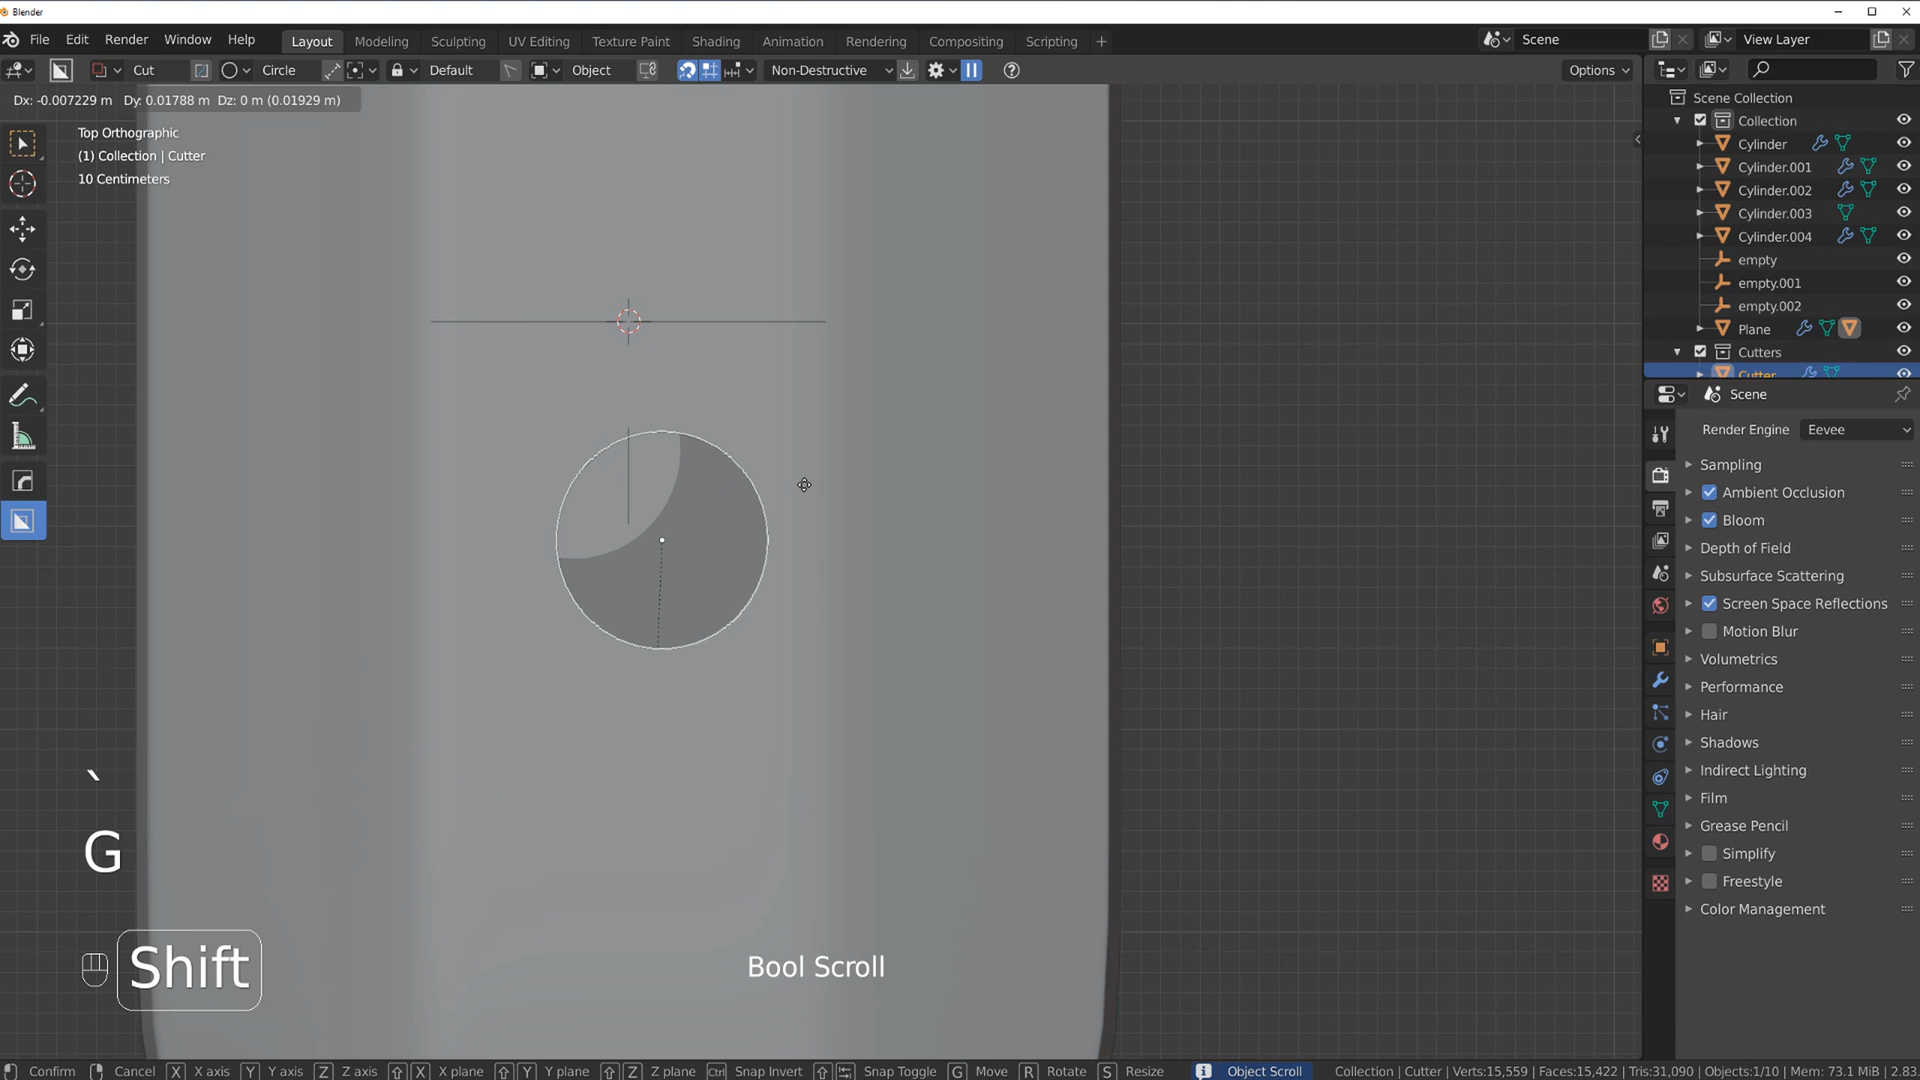 Blender
File Edit Render Window Help Layout Modeling Sculpting UV Editing Texture Paint Shading Animation Rendering Compositing Scripting + Scene View Layer
Cut Circle Default Object Non-Destructive Options
Dx: -0.007229 m Dy: 0.01788 m Dz: 0 m (0.01929 m)
Top Orthographic
(1) Collection | Cutter
10 Centimeters
Scene Collection
Collection
Cylinder
Cylinder.001
Cylinder.002
Cylinder.003
Cylinder.004
empty
empty.001
empty.002
Plane
Cutters
Cutter
Scene
Render Engine Eevee
Sampling
Ambient Occlusion
Bloom
Depth of Field
Subsurface Scattering
Screen Space Reflections
Motion Blur
Volumetrics
Performance
Hair
Shadows
Indirect Lighting
Film
Grease Pencil
Simplify
Freestyle
Color Management
`
G
Shift
Bool Scroll
Confirm Cancel X X axis Y Y axis Z Z axis X X plane Y Y plane Z Z plane Ctrl Snap Invert Snap Toggle G Move R Rotate S Resize Object Scroll Collection | Cutter | Verts:15,559 | Faces:15,422 | Tris:31,090 | Objects:1/10 | Mem: 73.1 MiB | 2.83.